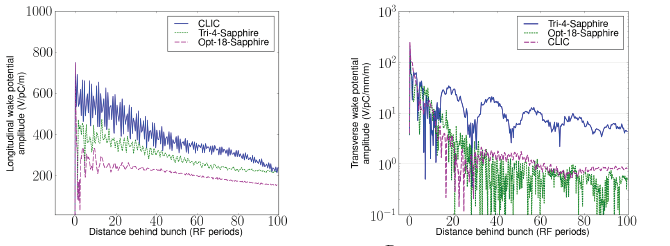 1000
800
600
400
200
Longitudinal wake potential
amplitude (V/pC/m)
CLIC
Tri-4-Sapphire
Opt-18-Sapphire
0 20 40 60 80 100
Distance behind bunch (RF periods)
10³
10²
10¹
10⁰
10⁻¹
Transverse wake potential
amplitude (V/pC/mm/m)
Tri-4-Sapphire
Opt-18-Sapphire
CLIC
0 20 40 60 80 100
Distance behind bunch (RF periods)